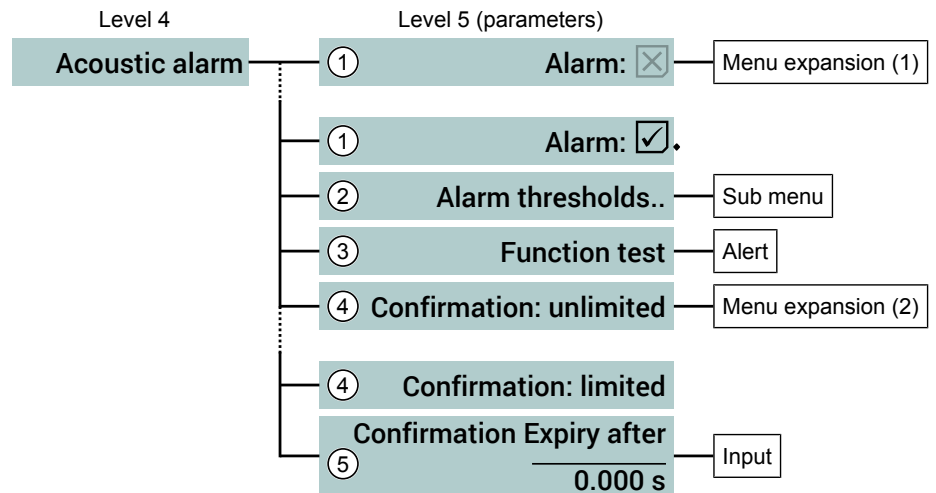 Level 4
Level 5 (parameters)
Acoustic alarm
1 Alarm: Menu expansion (1)
1 Alarm:
2 Alarm thresholds.. Sub menu
3 Function test Alert
4 Confirmation: unlimited Menu expansion (2)
4 Confirmation: limited
Confirmation Expiry after
5 Input
0.000 s